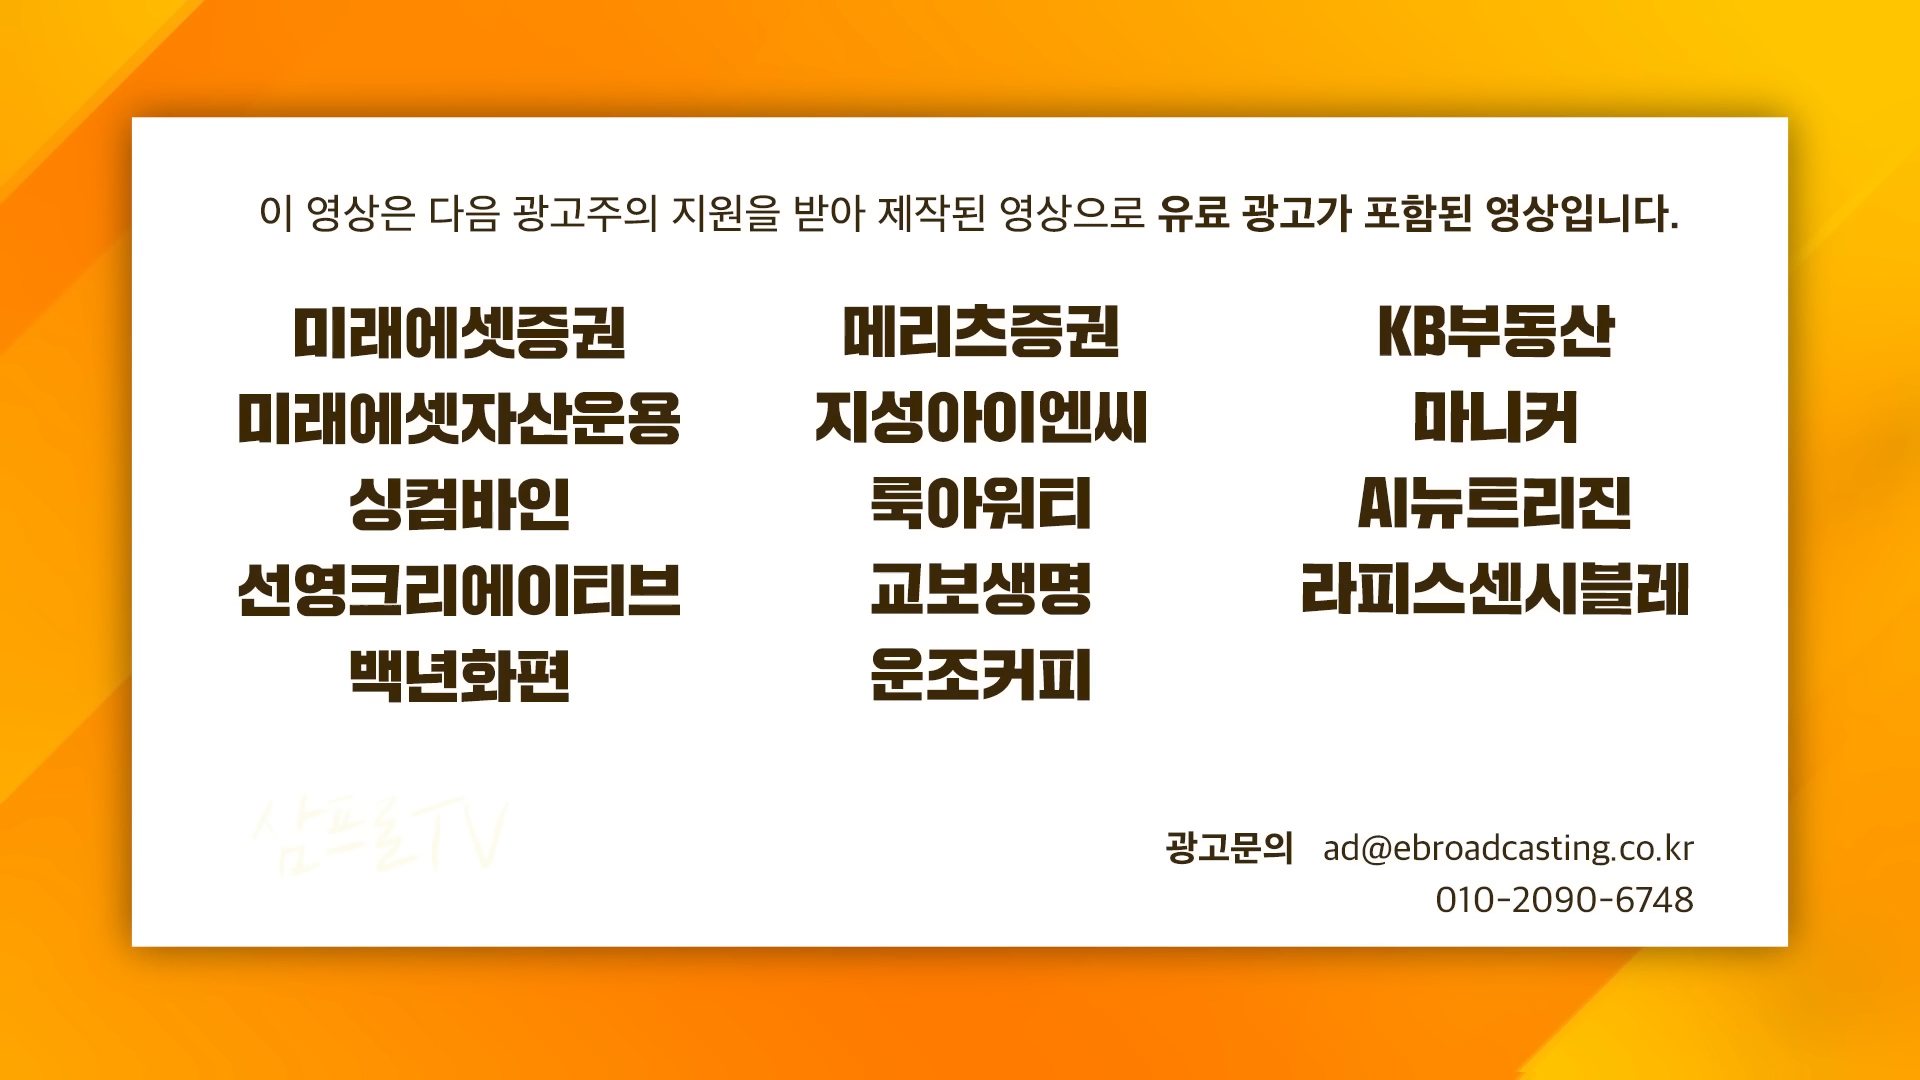 이 영상은 다음 광고주의 지원을 받아 제작된 영상으로 유료 광고가 포함된 영상입니다.
미래에셋증권
미래에셋자산운용
싱컴바인
선영크리에이티브
백년화편
메리츠증권
지성아이엔씨
룩아워티
교보생명
운조커피
KB부동산
마니커
AI뉴트리진
라피스센시블레
삼프로TV
광고문의 ad@ebroadcasting.co.kr
010-2090-6748